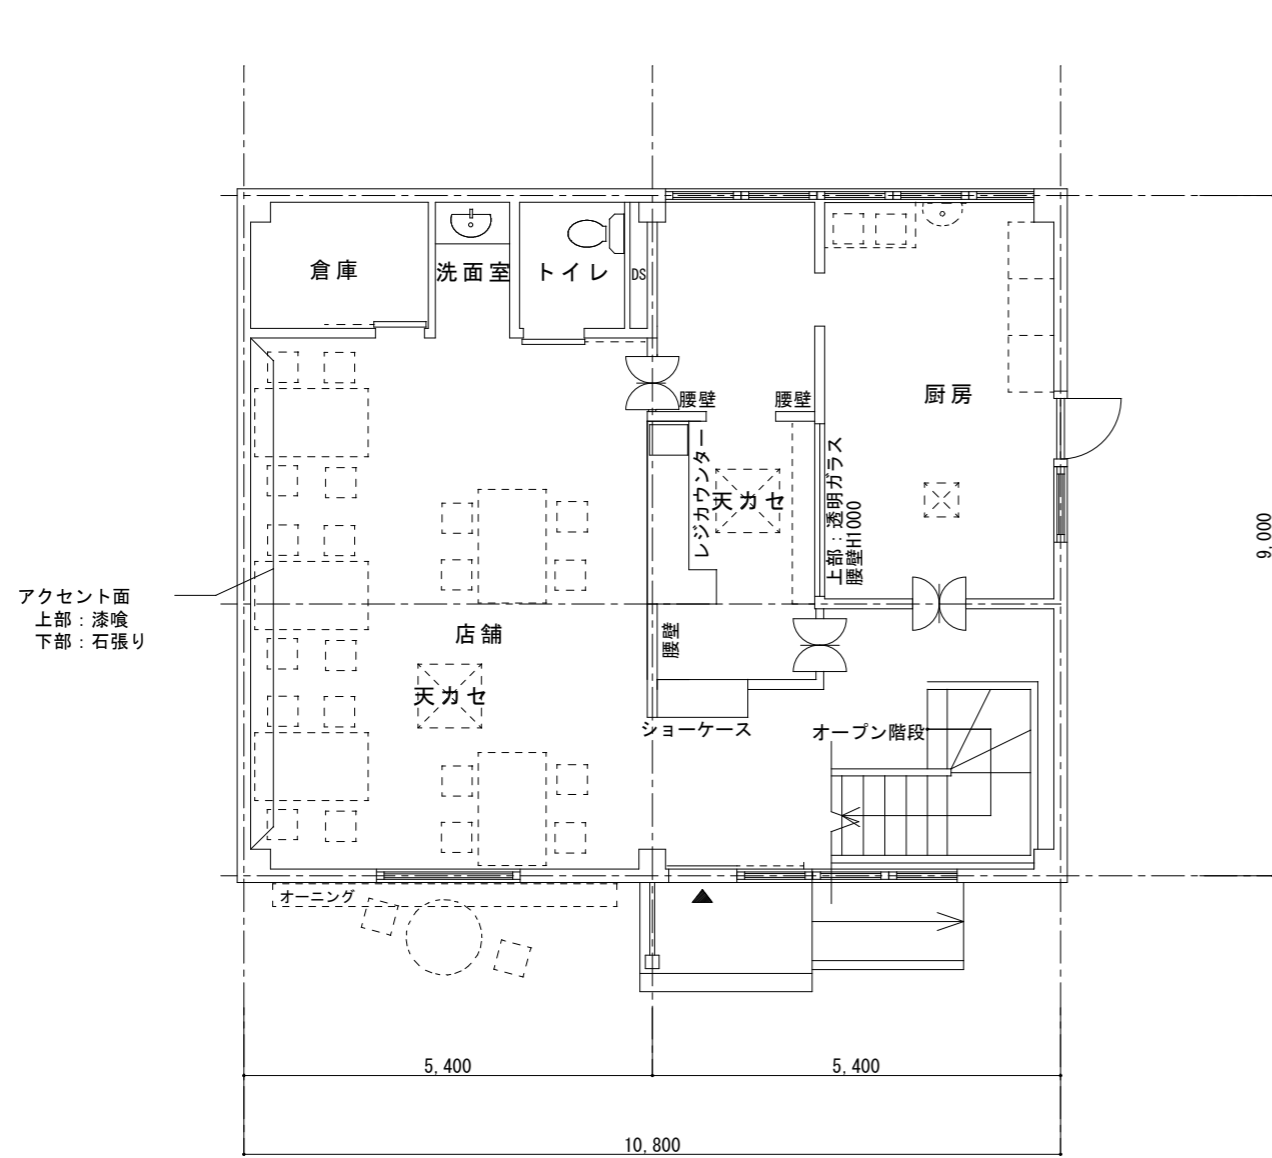 倉庫
洗面室
トイレ
DS
腰壁
腰壁
厨房
レジカウンター
天カセ
上部：透明ガラス
腰壁H1000
9,000
アクセント面
上部：漆喰
下部：石張り
店舗
腰壁
天カセ
ショーケース
オープン階段
オーニング
5,400
5,400
10,800